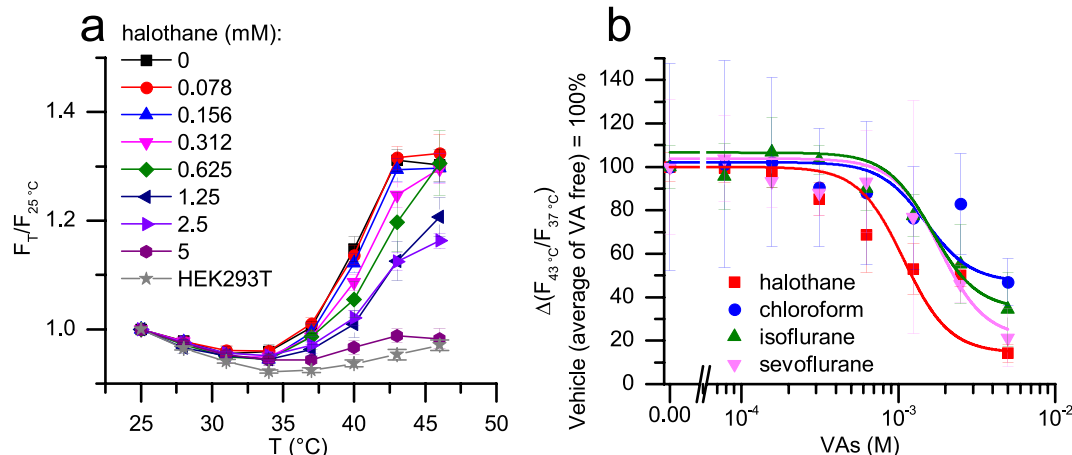 a
halothane (mM):
0
0.078
0.156
0.312
0.625
1.25
2.5
5
HEK293T
F_T/F_25 °C
1.4
1.2
1.0
25
30
35
40
45
50
T (°C)
b
Vehicle (average of VA free) = 100%
Δ(F_43 °C/F_37 °C)
140
120
100
80
60
40
20
0
halothane
chloroform
isoflurane
sevoflurane
0.00
10^-4
10^-3
10^-2
VAs (M)